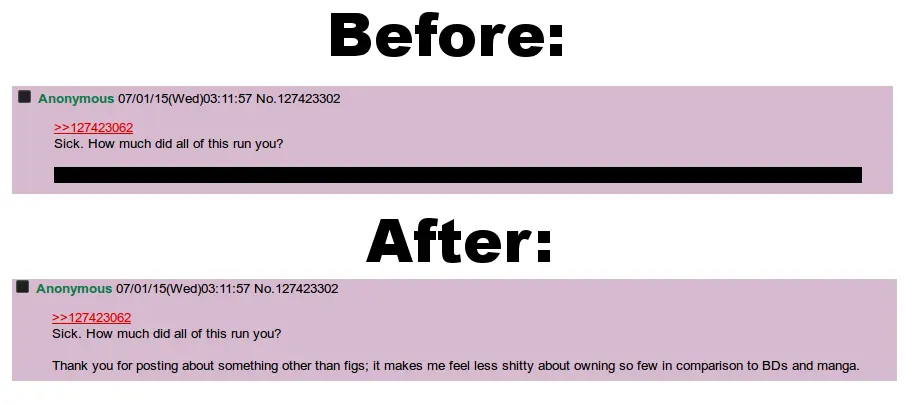 Before:
Anonymous 07/01/15(Wed)03:11:57 No.127423302
>>127423062
Sick. How much did all of this run you?
After:
Anonymous 07/01/15(Wed)03:11:57 No.127423302
>>127423062
Sick. How much did all of this run you?
Thank you for posting about something other than figs; it makes me feel less shitty about owning so few in comparison to BDs and manga.